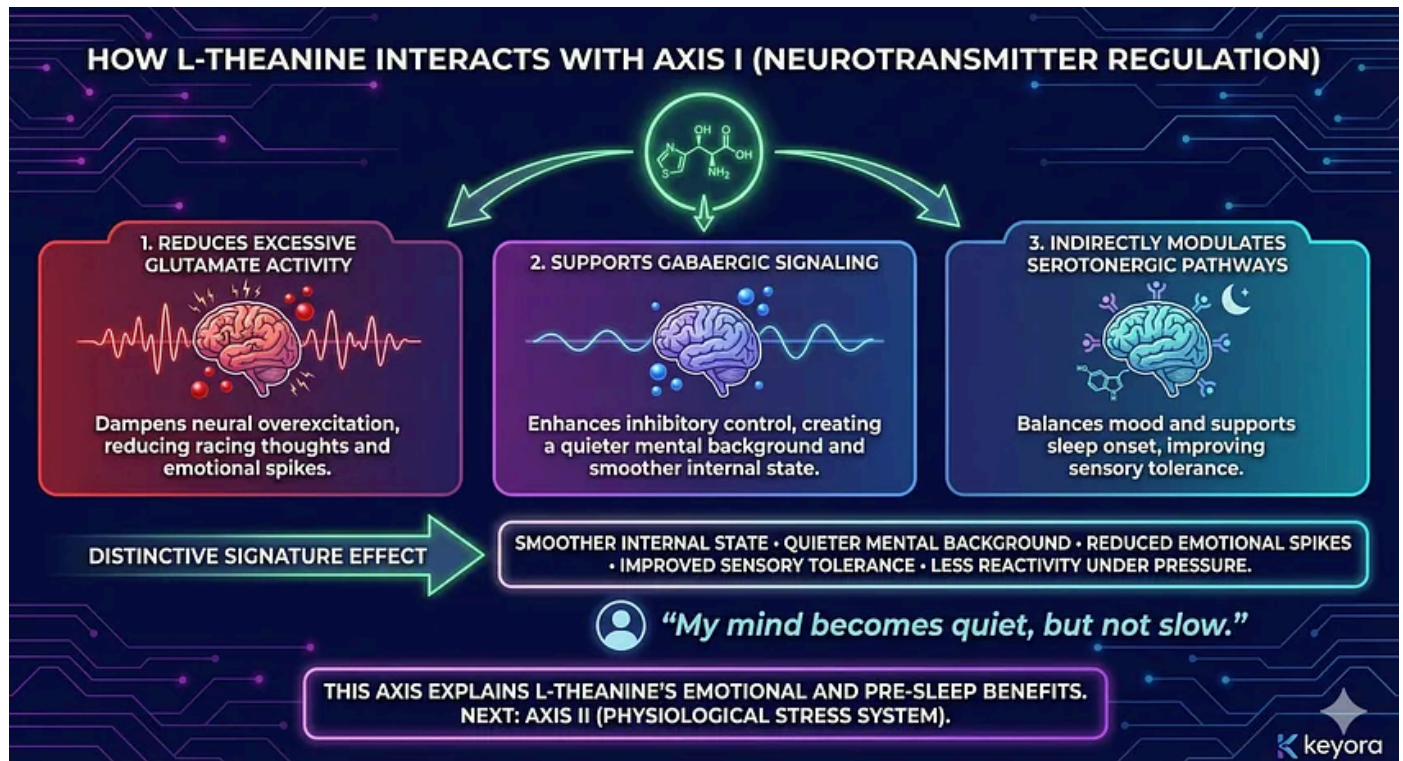 HOW L-THEANINE INTERACTS WITH AXIS I (NEUROTRANSMITTER REGULATION)
OH
O
N
OH
S
NH₂
1. REDUCES EXCESSIVE
GLUTAMATE ACTIVITY
Dampens neural overexcitation,
reducing racing thoughts and
emotional spikes.
2. SUPPORTS GABAERGIC SIGNALING
Enhances inhibitory control, creating
a quieter mental background and
smoother internal state.
3. INDIRECTLY MODULATES
SEROTONERGIC PATHWAYS
HO
Balances mood and supports
sleep onset, improving
sensory tolerance.
DISTINCTIVE SIGNATURE EFFECT
SMOOTHER INTERNAL STATE • QUIETER MENTAL BACKGROUND • REDUCED EMOTIONAL SPIKES
• IMPROVED SENSORY TOLERANCE • LESS REACTIVITY UNDER PRESSURE.
“My mind becomes quiet, but not slow.”
THIS AXIS EXPLAINS L-THEANINE’S EMOTIONAL AND PRE-SLEEP BENEFITS.
NEXT: AXIS II (PHYSIOLOGICAL STRESS SYSTEM).
keyora